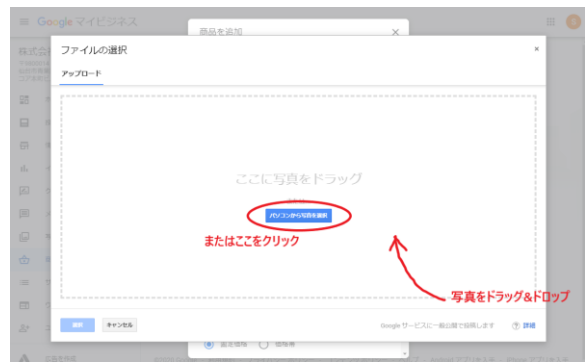 Google マイビジネス
商品を追加
ファイルの選択
アップロード
ここに写真をドラッグ
パソコンから写真を選択
またはここをクリック
写真をドラッグ&ドロップ
選択
キャンセル
Google サービスに一般公開で投稿します
詳細